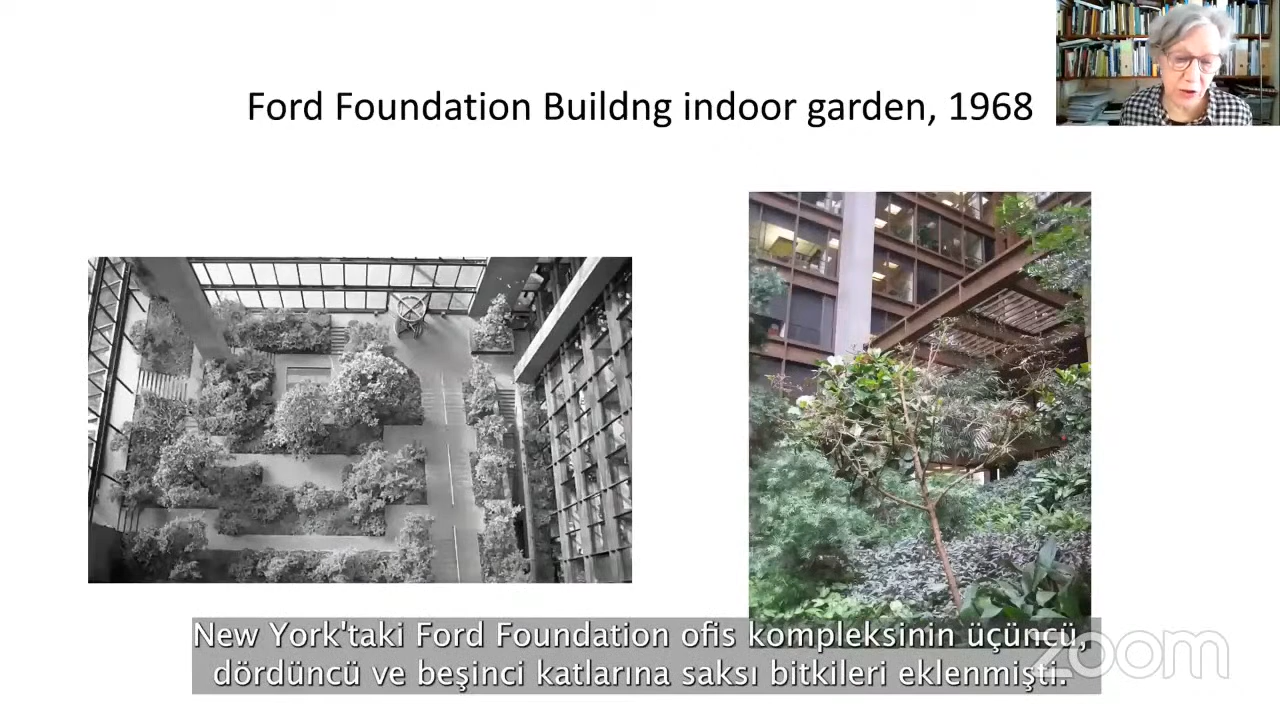 Ford Foundation Buildng indoor garden, 1968
New York'taki Ford Foundation ofis kompleksinin üçüncü,
dördüncü ve beşinci katlarına saksı bitkileri eklenmişti.
zoom